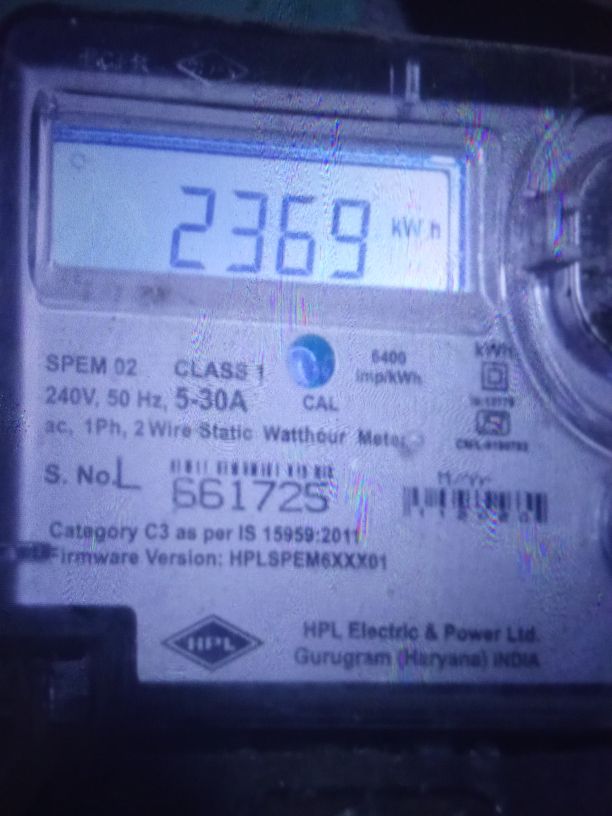 2369 kWh
SPEM 02 CLASS 1
240V, 50 Hz, 5-30A
CAL
6400
imp/kWh
kWh
ac, 1Ph, 2 Wire Static Watthour Meter
S. No. L 661725
Category C3 as per IS 15959:2011
Firmware Version: HPLSPEM6XXX01
HPL
HPL Electric & Power Ltd.
Gurugram (Haryana) INDIA